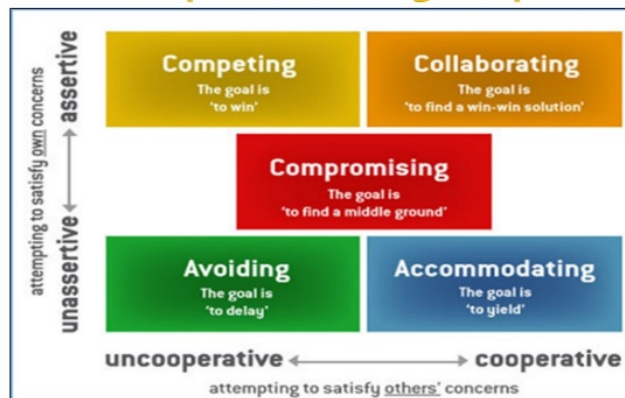 Competing
The goal is
'to win'
Collaborating
The goal is
'to find a win-win solution'
Compromising
The goal is
'to find a middle ground'
Avoiding
The goal is
'to delay'
Accommodating
The goal is
'to yield'
attempting to satisfy own concerns
unassertive
assertive
uncooperative
cooperative
attempting to satisfy others' concerns